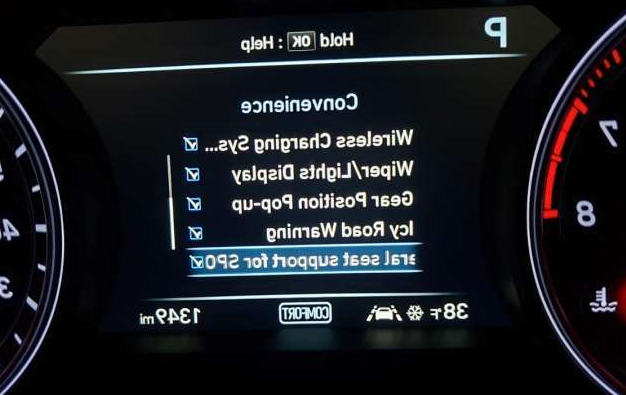 P
Hold OK : Help
Convenience
Wireless Charging Sys...
Wiper/Lights Display
Gear Position Pop-up
Icy Road Warning
eral seat support for SPO
38°F
COMFORT
1349 mi
7
8
4
3